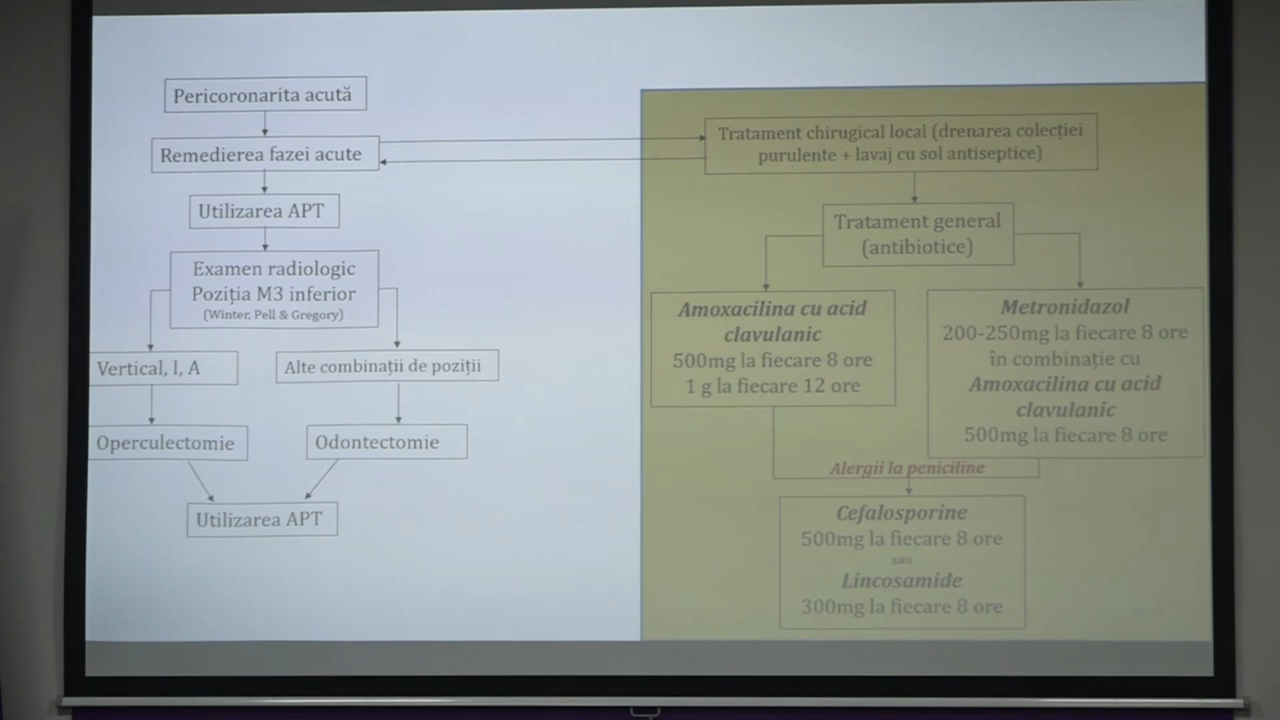 Pericoronarita acută
Remedierea fazei acute
Utilizarea APT
Examen radiologic
Poziția M3 inferior
(Winter, Pell & Gregory)
Vertical, I, A
Alte combinații de poziții
Operculectomie
Odontectomie
Utilizarea APT
Tratament chirugical local (drenarea colecției
purulente + lavaj cu sol antiseptice)
Tratament general
(antibiotice)
Amoxacilina cu acid
clavulanic
500mg la fiecare 8 ore
1 g la fiecare 12 ore
Metronidazol
200-250mg la fiecare 8 ore
în combinație cu
Amoxacilina cu acid
clavulanic
500mg la fiecare 8 ore
Alergii la peniciline
Cefalosporine
500mg la fiecare 8 ore
sau
Lincosamide
300mg la fiecare 8 ore